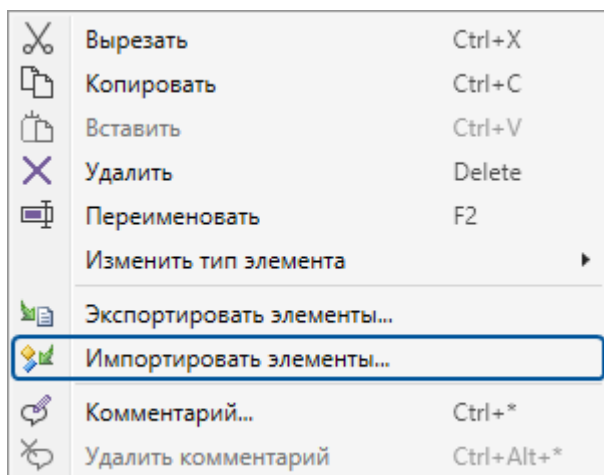 Вырезать Ctrl+X
Копировать Ctrl+C
Вставить Ctrl+V
Удалить Delete
Переименовать F2
Изменить тип элемента
Экспортировать элементы...
Импортировать элементы...
Комментарий... Ctrl+*
Удалить комментарий Ctrl+Alt+*